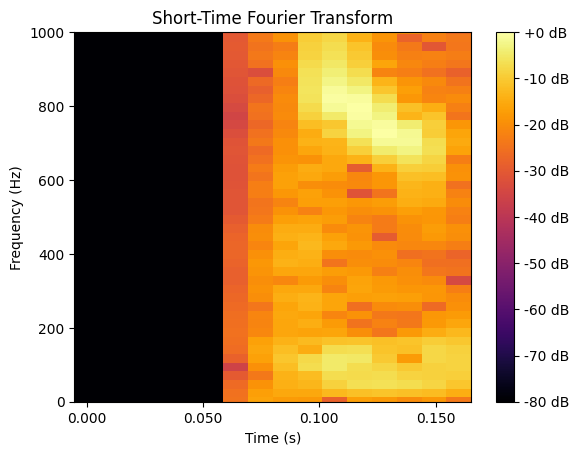 Short-Time Fourier Transform
Frequency (Hz)
1000
800
600
400
200
0
0.000
0.050
0.100
0.150
Time (s)
+0 dB
-10 dB
-20 dB
-30 dB
-40 dB
-50 dB
-60 dB
-70 dB
-80 dB